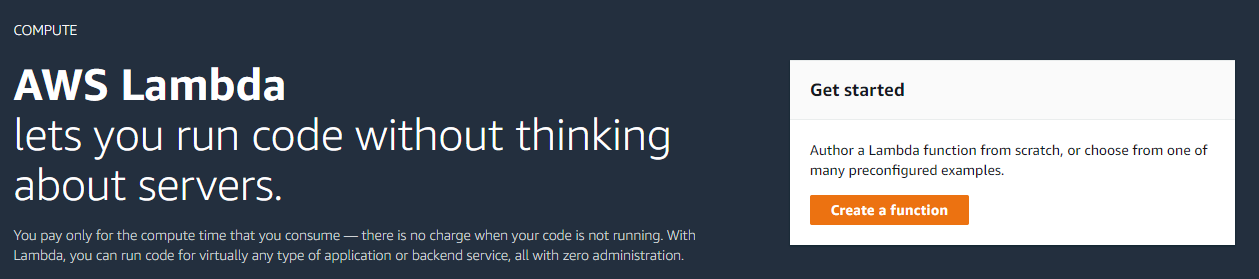 COMPUTE
AWS Lambda
lets you run code without thinking
about servers.
You pay only for the compute time that you consume — there is no charge when your code is not running. With
Lambda, you can run code for virtually any type of application or backend service, all with zero administration.
Get started
Author a Lambda function from scratch, or choose from one of
many preconfigured examples.
Create a function